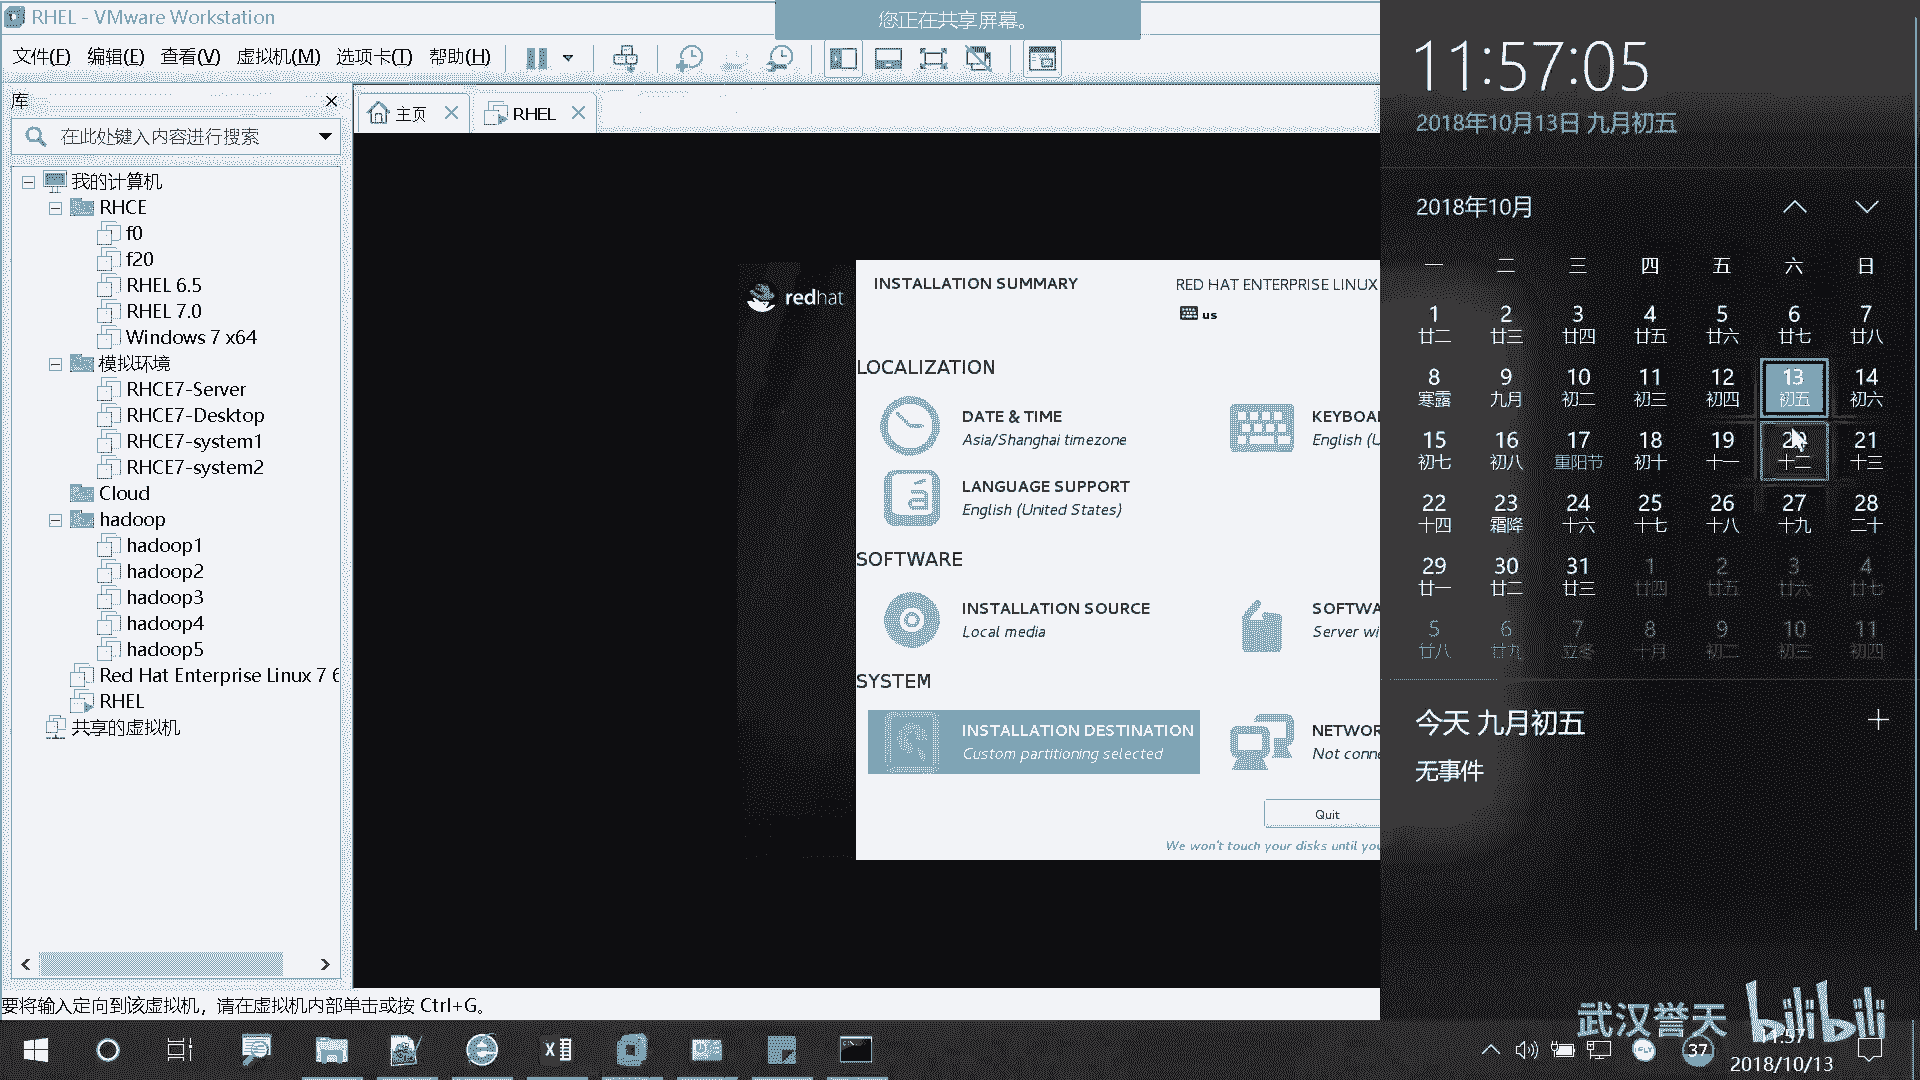 RHEL - VMware Workstation
您正在共享屏幕。
文件(F) 编辑(E) 查看(V) 虚拟机(M) 选项卡(T) 帮助(H)
库
在此处键入内容进行搜索
我的计算机
RHCE
f0
f20
RHEL 6.5
RHEL 7.0
Windows 7 x64
模拟环境
RHCE7-Server
RHCE7-Desktop
RHCE7-system1
RHCE7-system2
Cloud
hadoop
hadoop1
hadoop2
hadoop3
hadoop4
hadoop5
Red Hat Enterprise Linux 7 6
RHEL
共享的虚拟机
主页
RHEL
redhat
INSTALLATION SUMMARY
RED HAT ENTERPRISE LINUX
us
LOCALIZATION
DATE & TIME
Asia/Shanghai timezone
KEYBOA
English (U
LANGUAGE SUPPORT
English (United States)
SOFTWARE
INSTALLATION SOURCE
Local media
SOFTWA
Server wi
SYSTEM
INSTALLATION DESTINATION
Custom partitioning selected
NETWOR
Not conne
Quit
We won't touch your disks until you
要将输入定向到该虚拟机，请在虚拟机内部单击或按 Ctrl+G。
11:57:05
2018年10月13日 九月初五
2018年10月
一 二 三 四 五 六 日
1 2 3 4 5 6 7
廿二 廿三 廿四 廿五 廿六 廿七 廿八
8 9 10 11 12 13 14
寒露 九月 初二 初三 初四 初五 初六
15 16 17 18 19 20 21
初七 初八 重阳节 初十 十一 十二 十三
22 23 24 25 26 27 28
十四 霜降 十六 十七 十八 十九 二十
29 30 31 1 2 3 4
廿一 廿二 廿三 廿四 廿五 廿六 廿七
5 6 7 8 9 10 11
廿八 廿九 立冬 十月 初二 初三 初四
今天 九月初五
无事件
武汉誉天
bilibili
37
11:57
2018/10/13